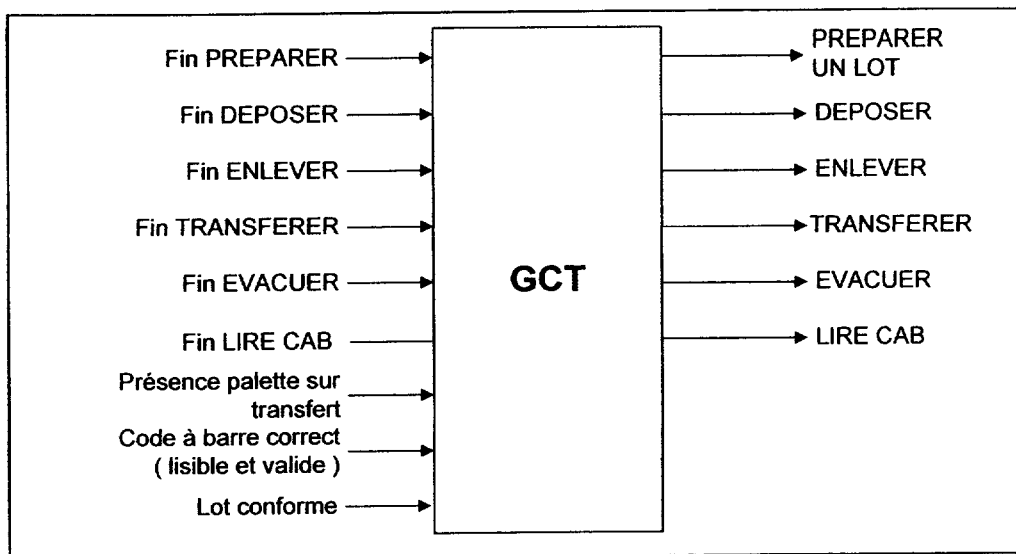 Fin PREPARER
Fin DEPOSER
Fin ENLEVER
Fin TRANSFERER
Fin EVACUER
Fin LIRE CAB
Présence palette sur
transfert
Code à barre correct
( lisible et valide )
Lot conforme
GCT
PREPARER
UN LOT
DEPOSER
ENLEVER
TRANSFERER
EVACUER
LIRE CAB